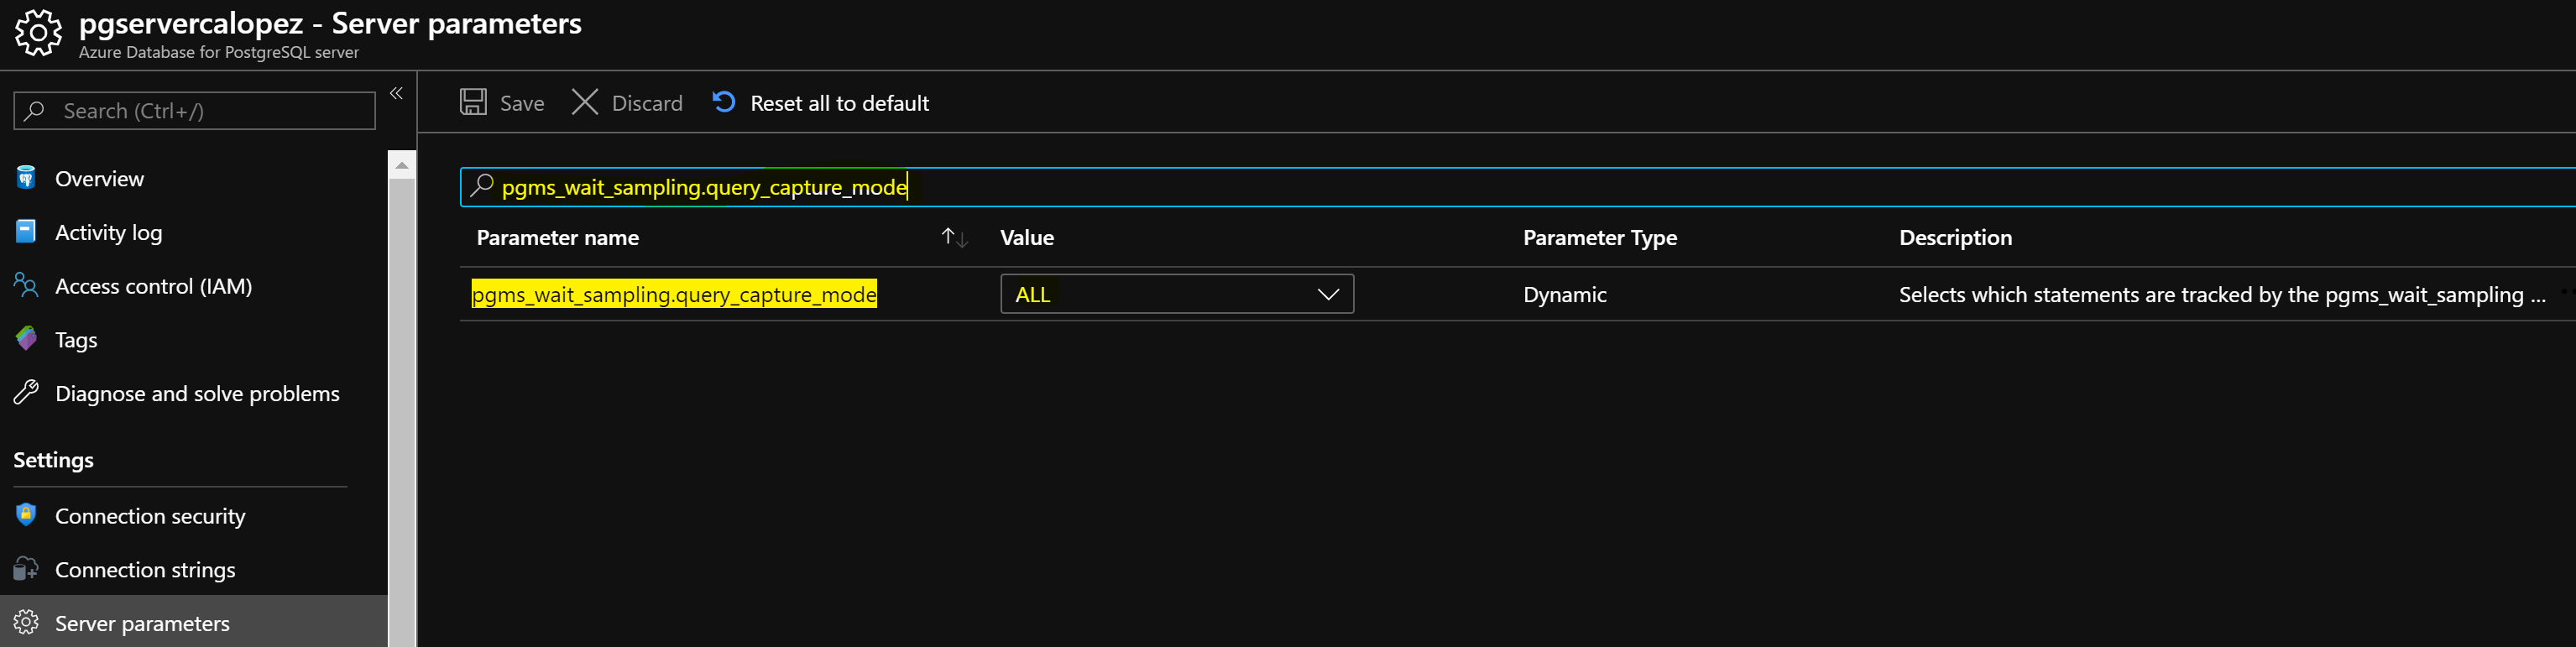 pgservercalopez - Server parameters
Azure Database for PostgreSQL server
Search (Ctrl+/)
«
Overview
Activity log
Access control (IAM)
Tags
Diagnose and solve problems
Settings
Connection security
Connection strings
Server parameters
Save Discard Reset all to default
pgms_wait_sampling.query_capture_mode
Parameter name ↑↓ Value Parameter Type Description
pgms_wait_sampling.query_capture_mode ALL Dynamic Selects which statements are tracked by the pgms_wait_sampling ...